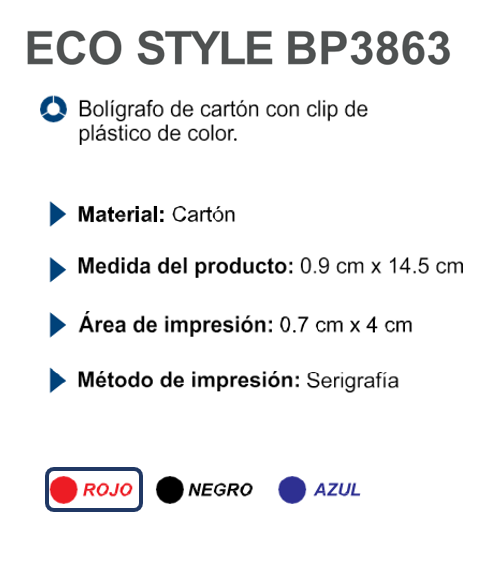 ECO STYLE BP3863
Bolígrafo de cartón con clip de
plástico de color.
Material: Cartón
Medida del producto: 0.9 cm x 14.5 cm
Área de impresión: 0.7 cm x 4 cm
Método de impresión: Serigrafía
ROJO NEGRO AZUL